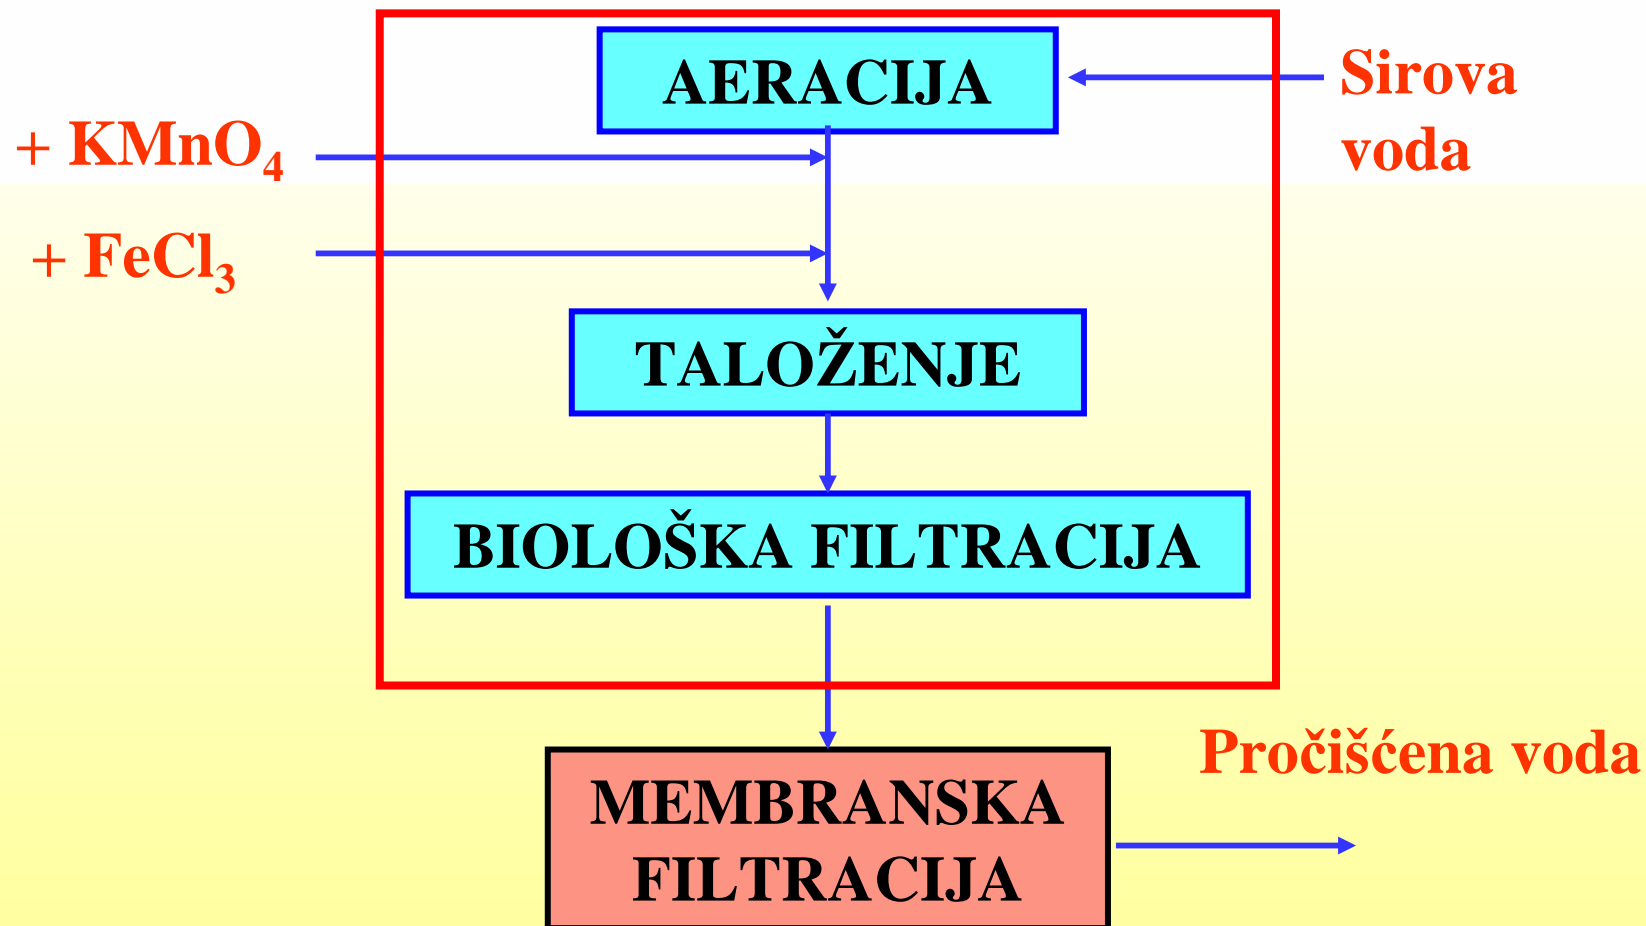 AERACIJA
Sirova
voda
+ KMnO₄
+ FeCl₃
TALOŽENJE
BIOLOŠKA FILTRACIJA
Pročišćena voda
MEMBRANSKA
FILTRACIJA